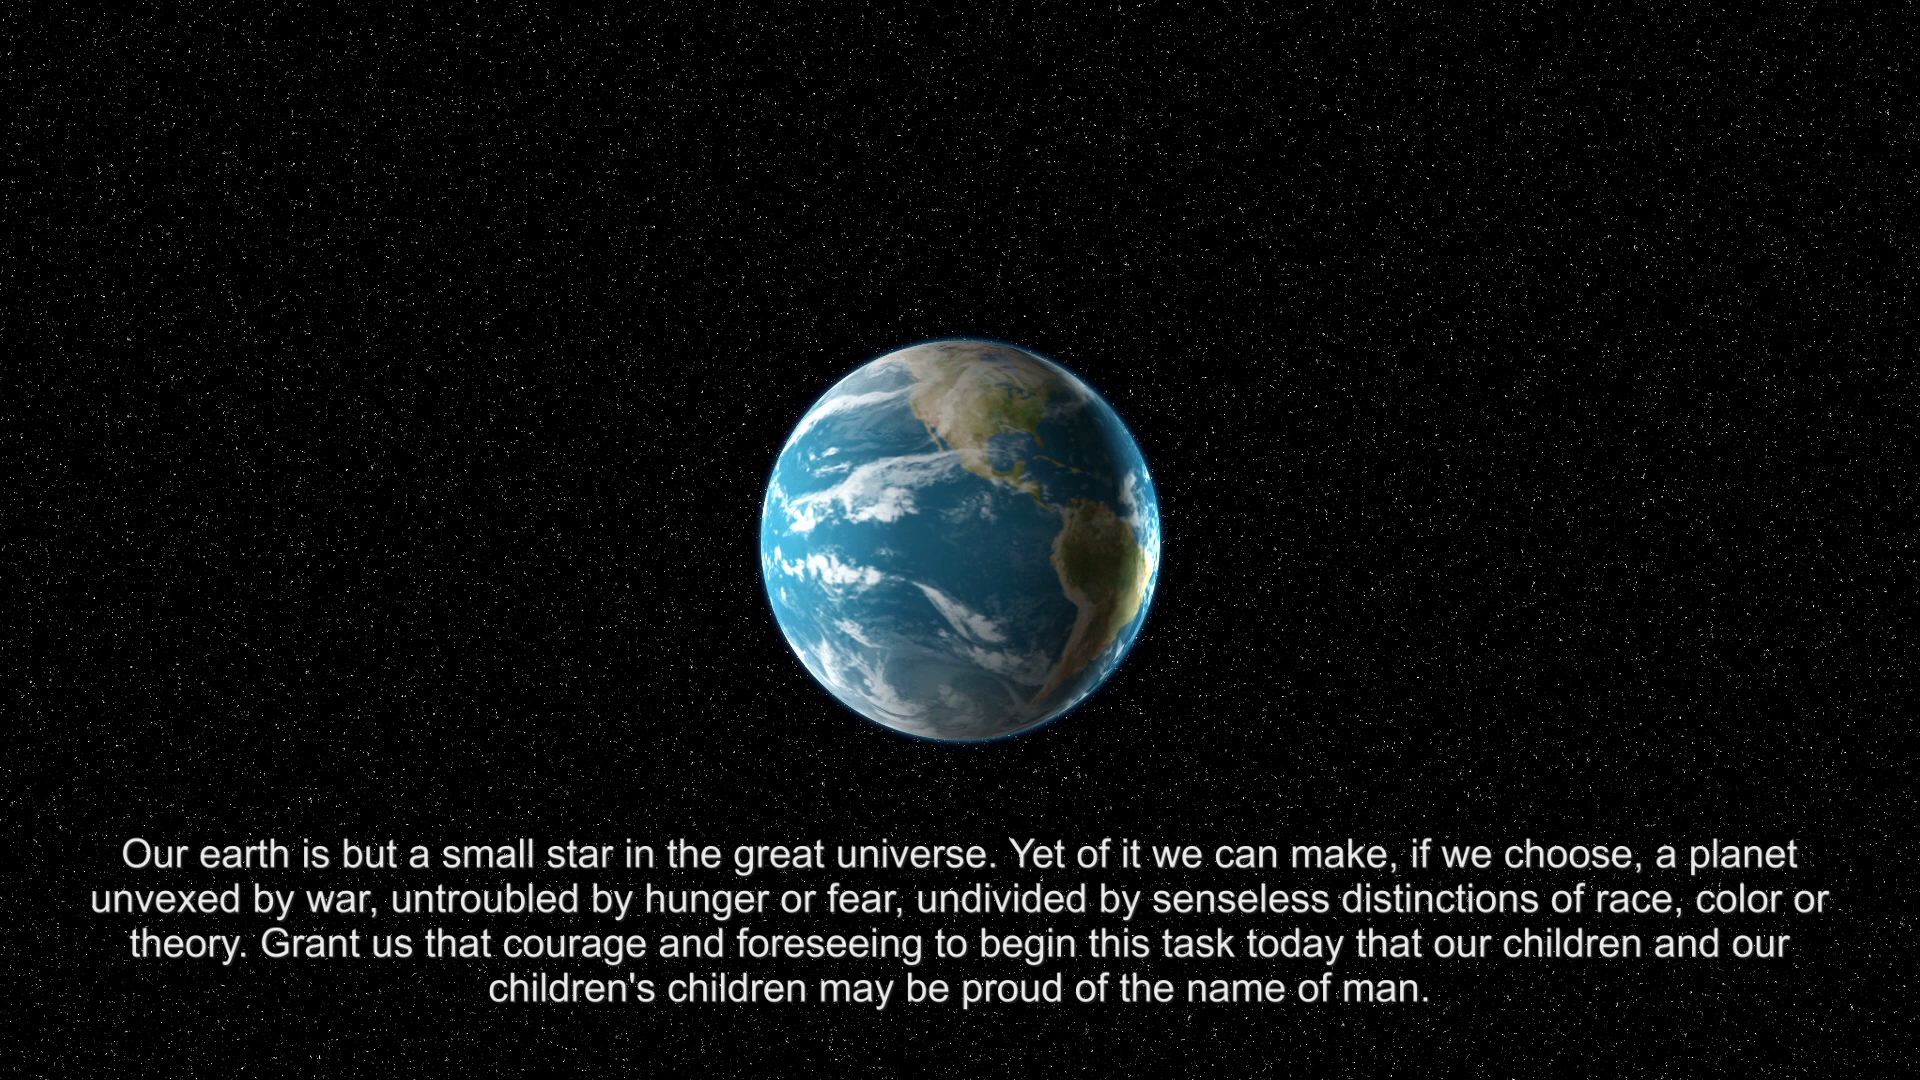 Our earth is but a small star in the great universe. Yet of it we can make, if we choose, a planet
unvexed by war, untroubled by hunger or fear, undivided by senseless distinctions of race, color or
theory. Grant us that courage and foreseeing to begin this task today that our children and our
children's children may be proud of the name of man.